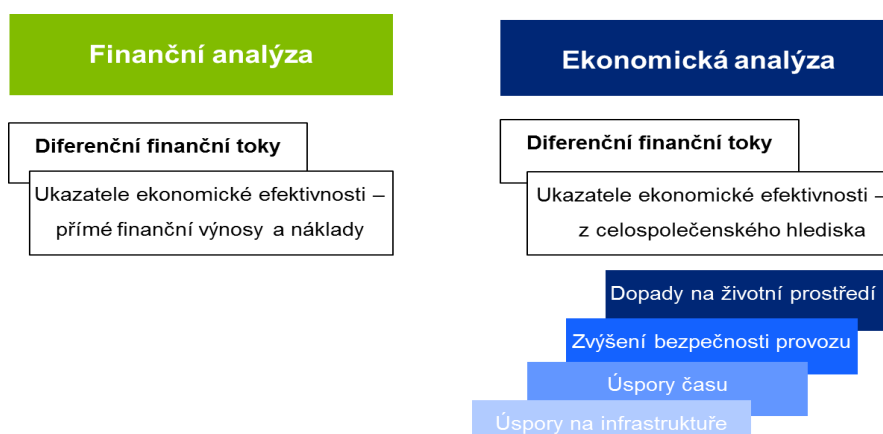 Finanční analýza
Diferenční finanční toky
Ukazatele ekonomické efektivnosti –
přímé finanční výnosy a náklady
Ekonomická analýza
Diferenční finanční toky
Ukazatele ekonomické efektivnosti –
z celospolečenského hlediska
Dopady na životní prostředí
Zvýšení bezpečnosti provozu
Úspory času
Úspory na infrastruktuře